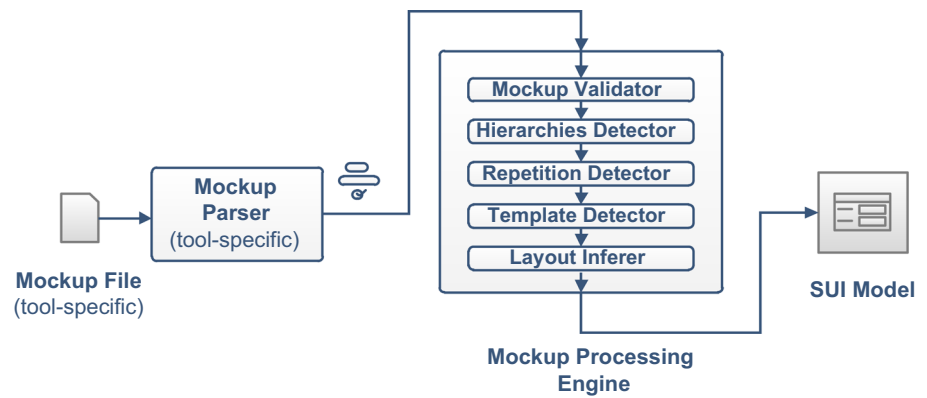 Mockup File
(tool-specific)
Mockup
Parser
(tool-specific)
Mockup Validator
Hierarchies Detector
Repetition Detector
Template Detector
Layout Inferer
Mockup Processing
Engine
SUI Model